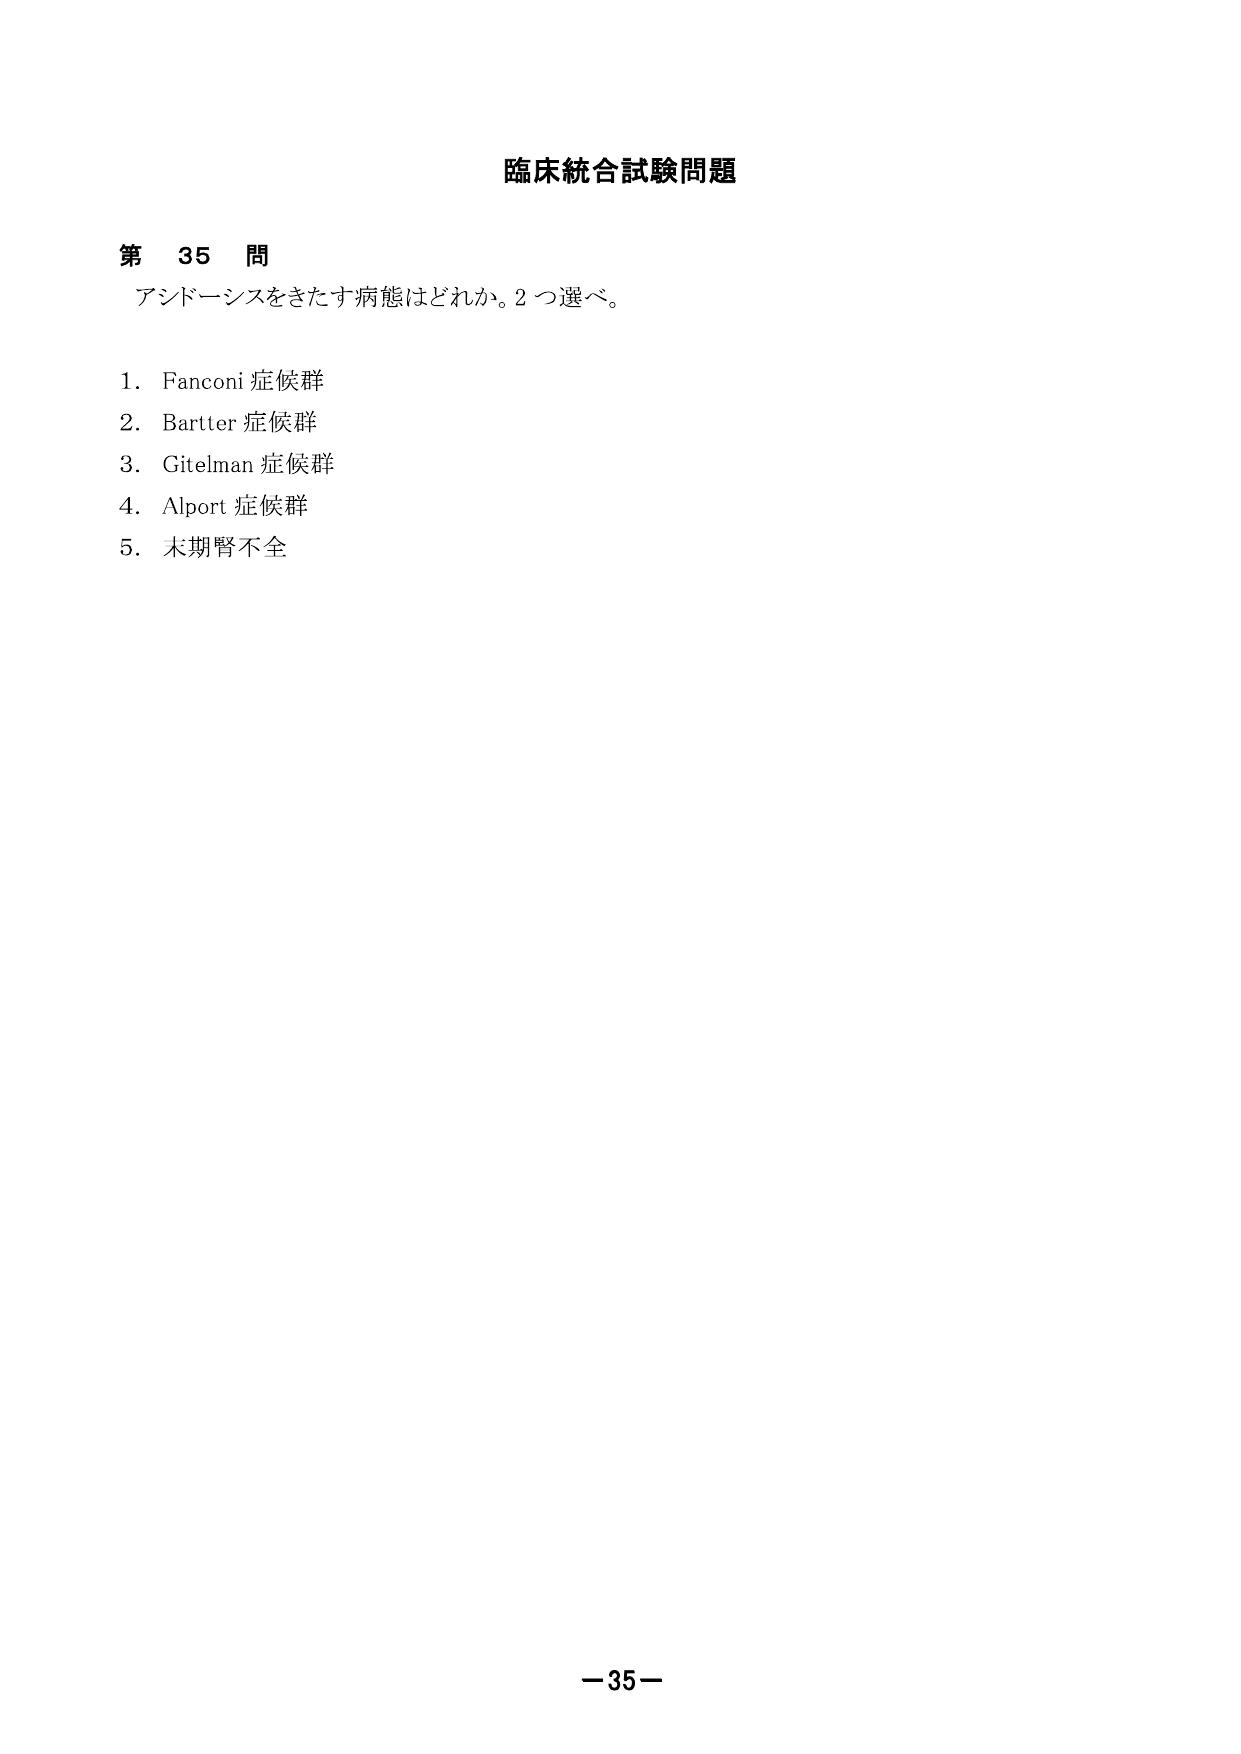 臨床統合試験問題
第　35　問
アシドーシスをきたす病態はどれか。2 つ選べ。
1. Fanconi 症候群
2. Bartter 症候群
3. Gitelman 症候群
4. Alport 症候群
5. 末期腎不全
－35－